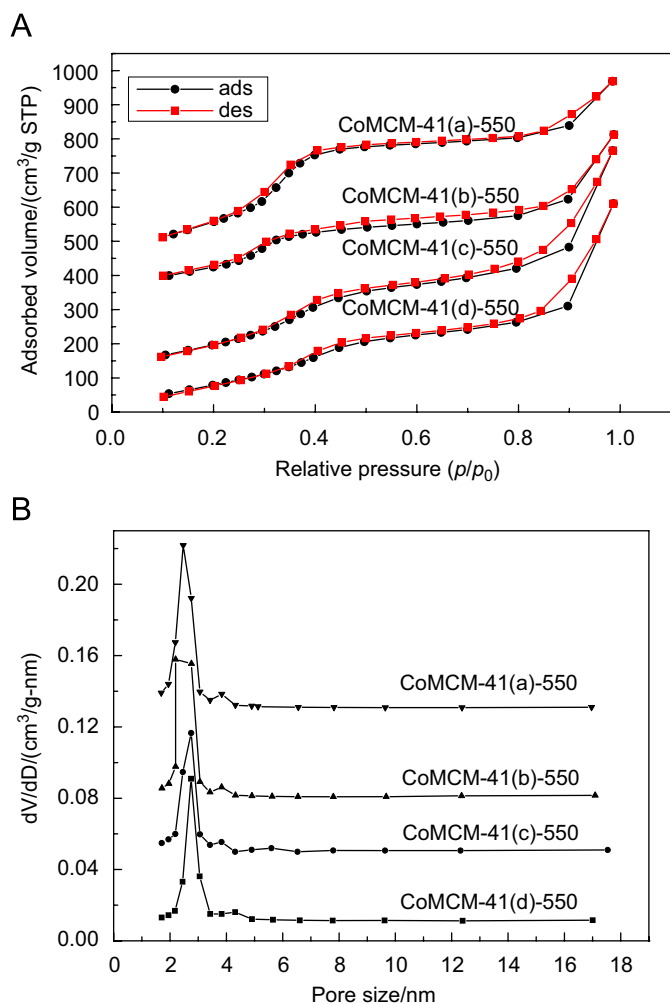 A
1000
900
800
700
600
500
400
300
200
100
0
Adsorbed volume/(cm³/g STP)
ads
des
CoMCM-41(a)-550
CoMCM-41(b)-550
CoMCM-41(c)-550
CoMCM-41(d)-550
0.0 0.2 0.4 0.6 0.8 1.0
Relative pressure (p/p₀)
B
0.20
0.16
0.12
0.08
0.04
0.00
dV/dD/(cm³/g-nm)
CoMCM-41(a)-550
CoMCM-41(b)-550
CoMCM-41(c)-550
CoMCM-41(d)-550
0 2 4 6 8 10 12 14 16 18
Pore size/nm